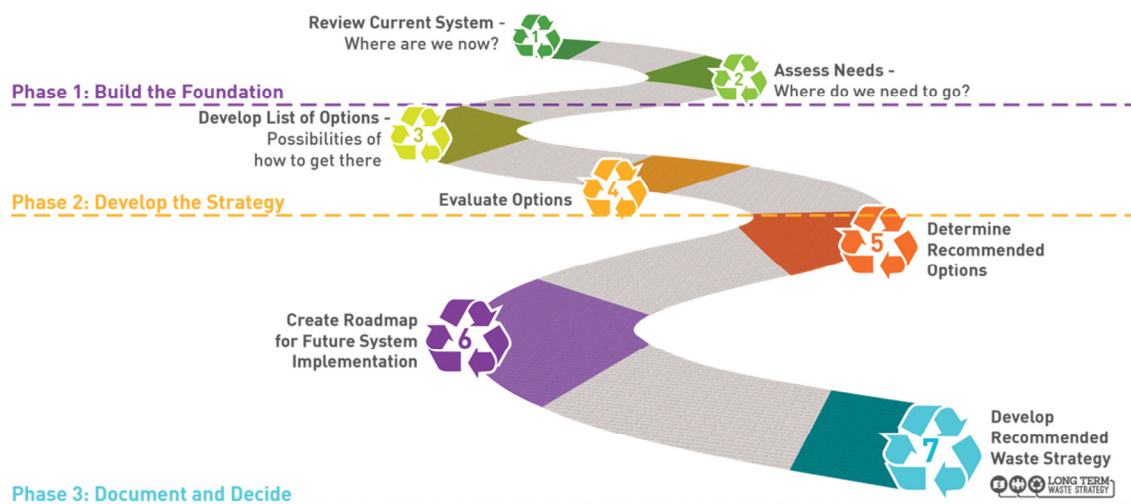 Review Current System -
Where are we now?
1
2
Assess Needs -
Where do we need to go?
Phase 1: Build the Foundation
Develop List of Options -
Possibilities of
how to get there
3
4
Evaluate Options
Phase 2: Develop the Strategy
5
Determine
Recommended
Options
Create Roadmap
for Future System
Implementation
6
7
Develop
Recommended
Waste Strategy
LONG TERM
WASTE STRATEGY
Phase 3: Document and Decide